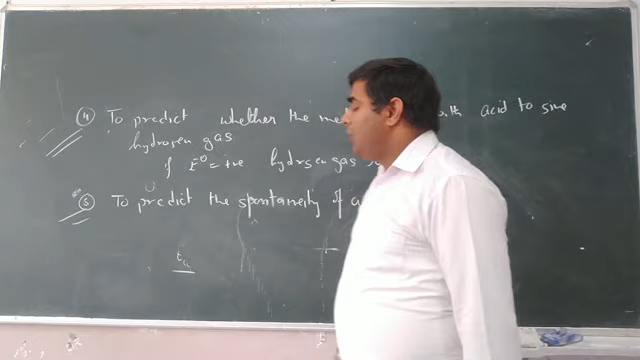 (4) To predict whether the me with acid to give
hydrogen gas
if E° = +ve hydrogen gas
(5) To predict the spontaneity of a